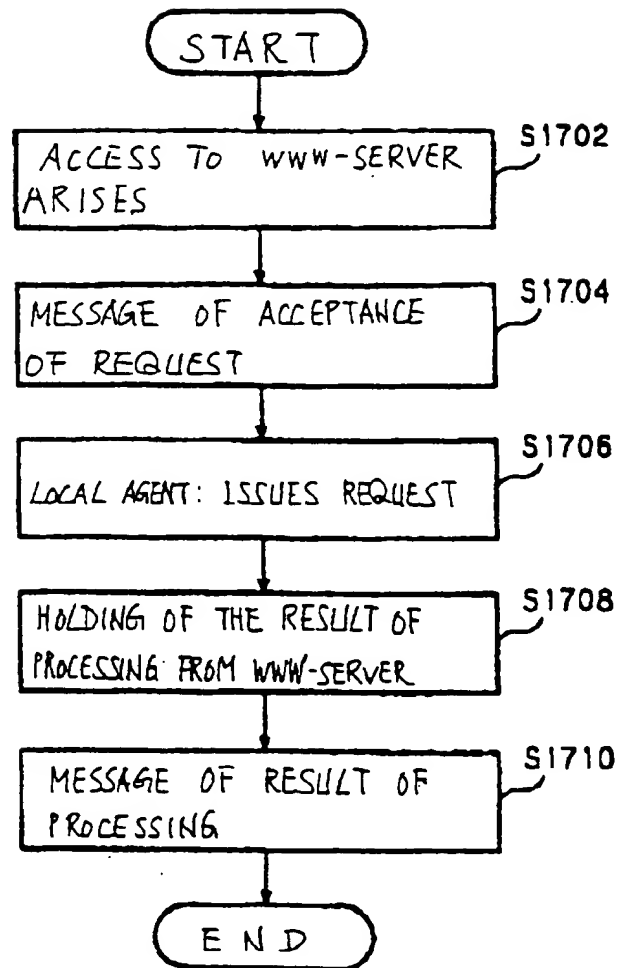 START
S1702
ACCESS TO WWW-SERVER
ARISES
S1704
MESSAGE OF ACCEPTANCE
OF REQUEST
S1706
LOCAL AGENT: ISSUES REQUEST
S1708
HOLDING OF THE RESULT OF
PROCESSING FROM WWW-SERVER
S1710
MESSAGE OF RESULT OF
PROCESSING
END